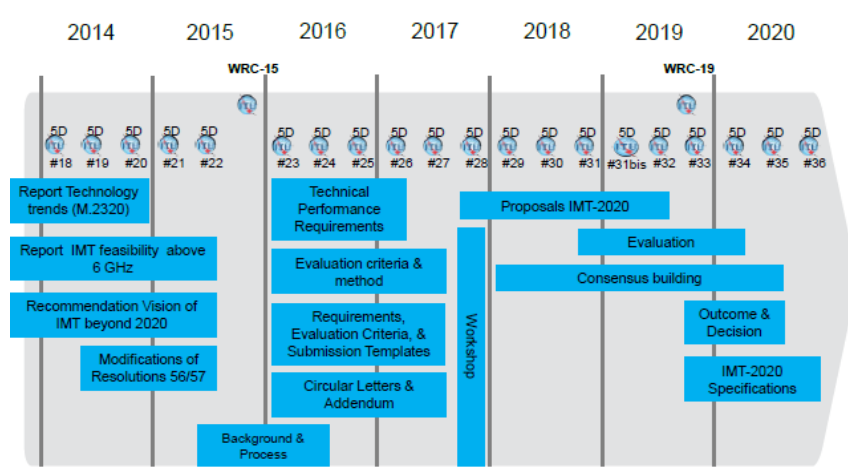 2014 2015 2016 2017 2018 2019 2020
WRC-15 WRC-19
5D 5D 5D 5D 5D 5D 5D 5D 5D 5D 5D 5D 5D 5D 5D 5D 5D 5D 5D 5D
#18 #19 #20 #21 #22 #23 #24 #25 #26 #27 #28 #29 #30 #31 #31bis #32 #33 #34 #35 #36
Report Technology
trends (M.2320)
Report IMT feasibility above
6 GHz
Recommendation Vision of
IMT beyond 2020
Modifications of
Resolutions 56/57
Background &
Process
Technical
Performance
Requirements
Evaluation criteria &
method
Requirements,
Evaluation Criteria, &
Submission Templates
Circular Letters &
Addendum
Workshop
Proposals IMT-2020
Evaluation
Consensus building
Outcome &
Decision
IMT-2020
Specifications